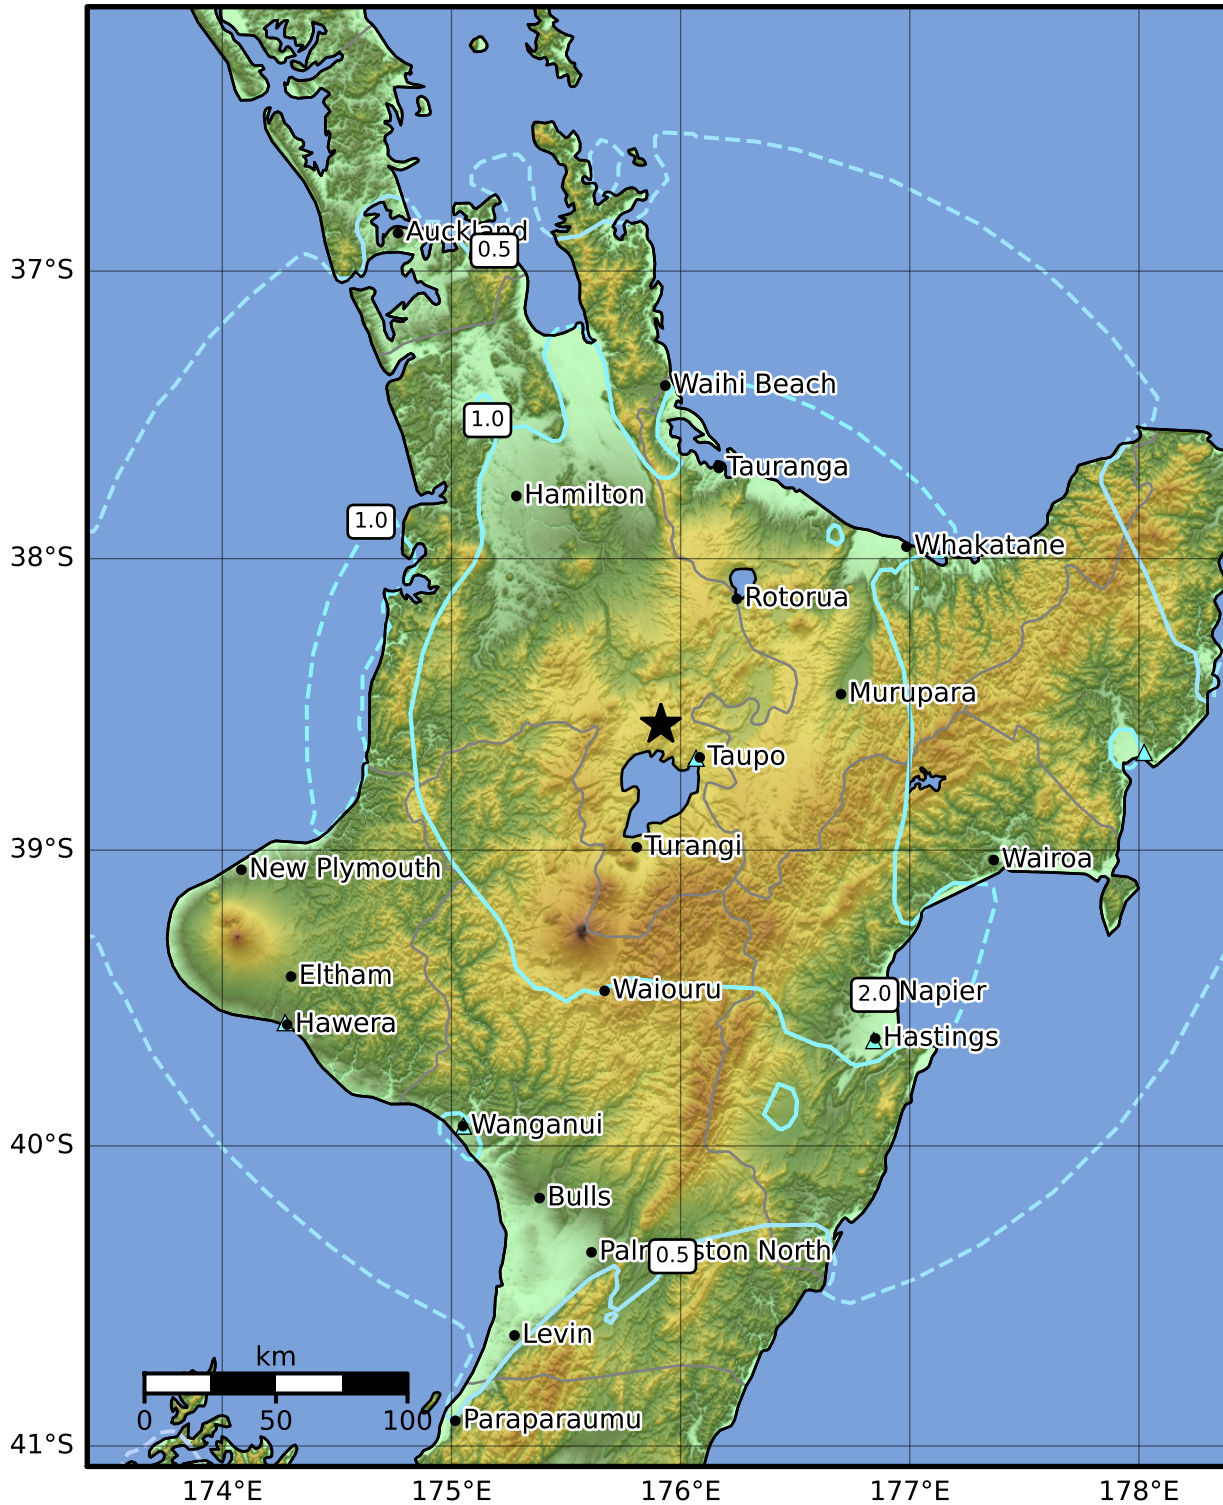 Auckland
0.5
37°S
Waihi Beach
1.0
Tauranga
Hamilton
1.0
Whakatane
38°S
Rotorua
Murupara
Taupo
Turangi
39°S
Wairoa
New Plymouth
Eltham
Waiouru
2.0
Napier
Hawera
Hastings
Wanganui
40°S
Bulls
0.5
North
Levin
km
0 50 100
Paraparaumu
41°S
174°E 175°E 176°E 177°E 178°E